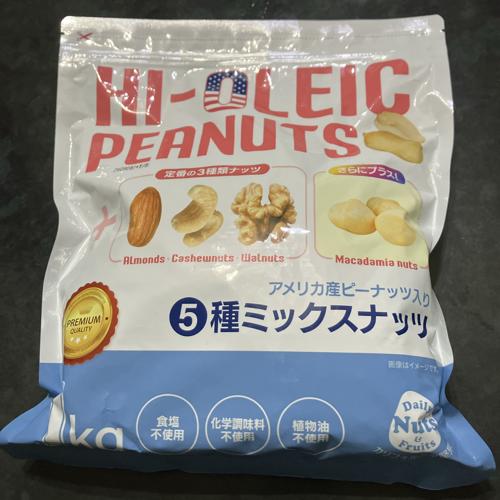 HI-OLEIC
PEANUTS
定番の3種類ナッツ
さらにプラス!
Almonds・Cashewnuts・Walnuts
Macadamia nuts
アメリカ産ピーナッツ入り
5種ミックスナッツ
PREMIUM
QUALITY
画像はイメージです。
1kg
食塩
不使用
化学調味料
不使用
植物油
不使用
Daily
Nuts
& Fruits